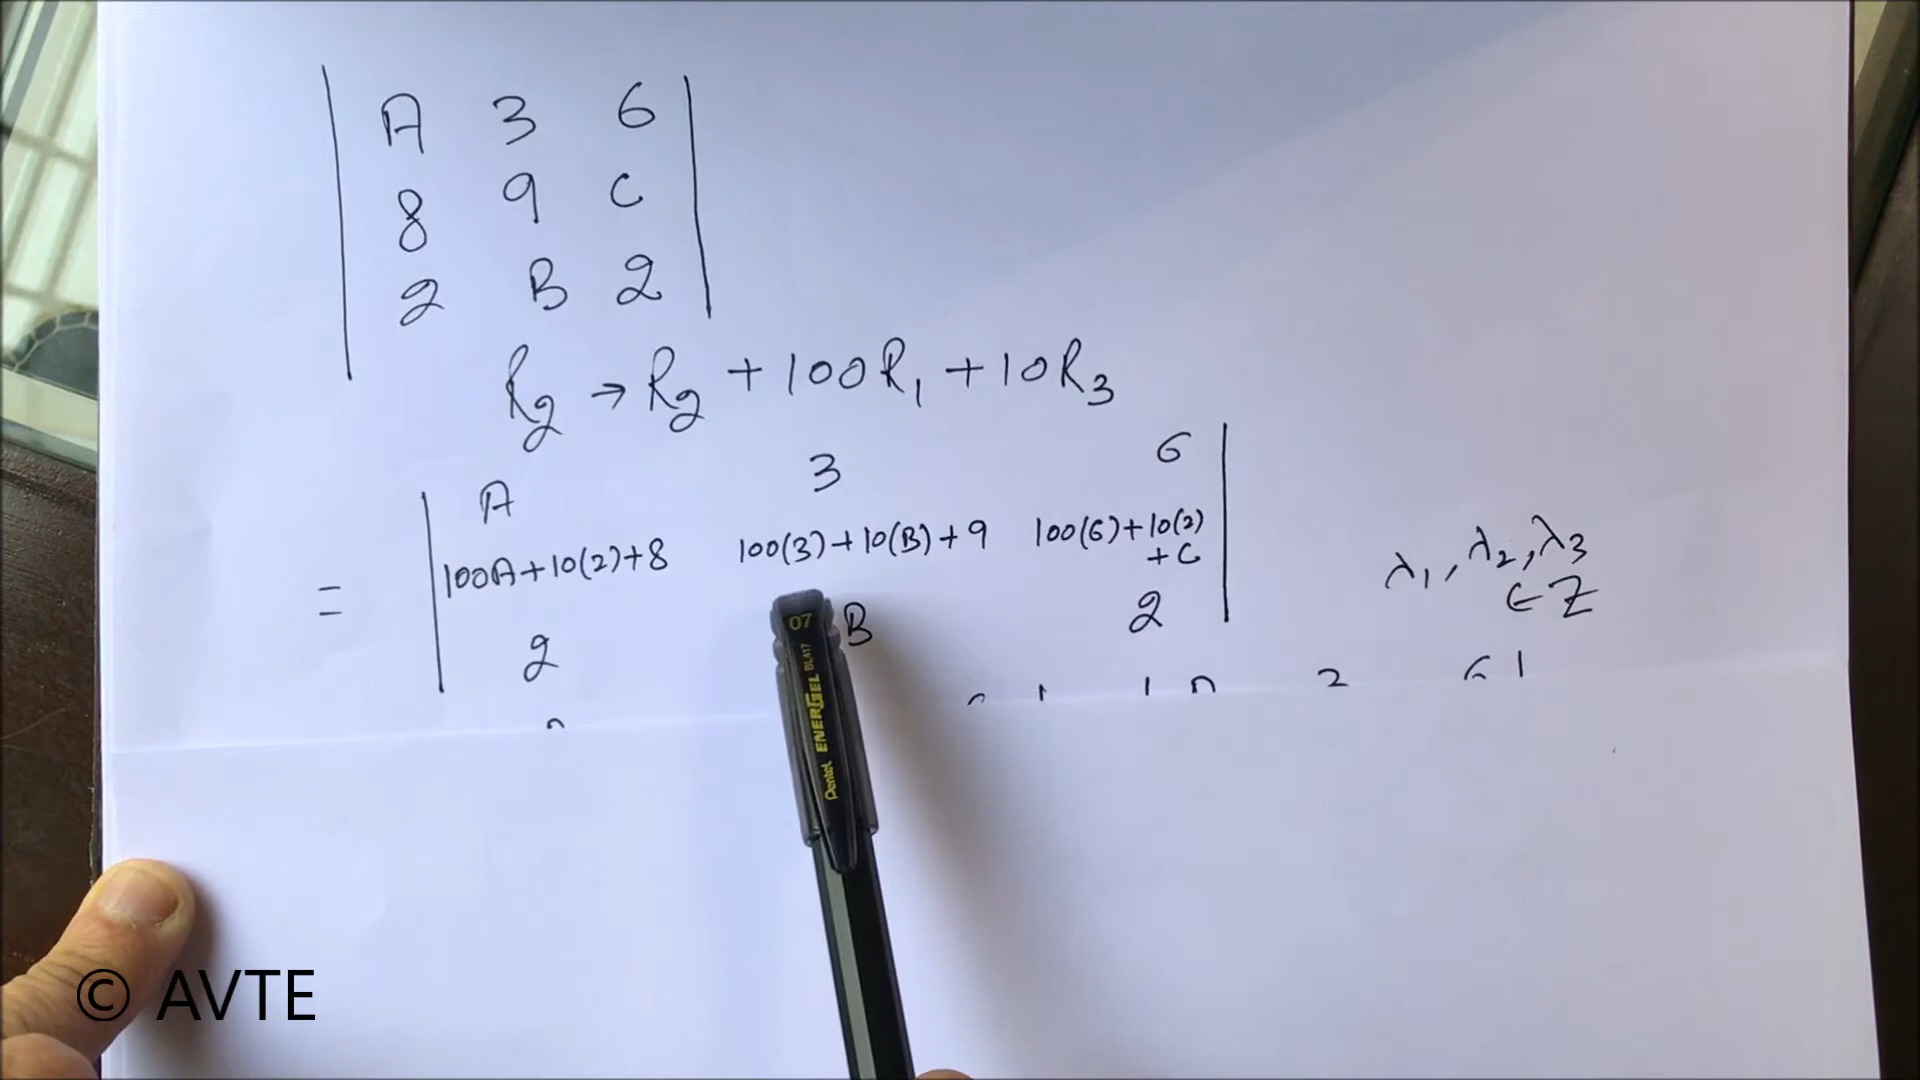 | A 3 6 |
| 8 9 C |
| 2 B 2 |
R2 → R2 + 100R1 + 10R3
| A 3 6 |
= | 100A+10(2)+8 100(3)+10(B)+9 100(6)+10(2)+C |
| 2 B 2 |
λ1, λ2, λ3
∈ Z
07
Pentel ENERGEL BL417
© AVTE